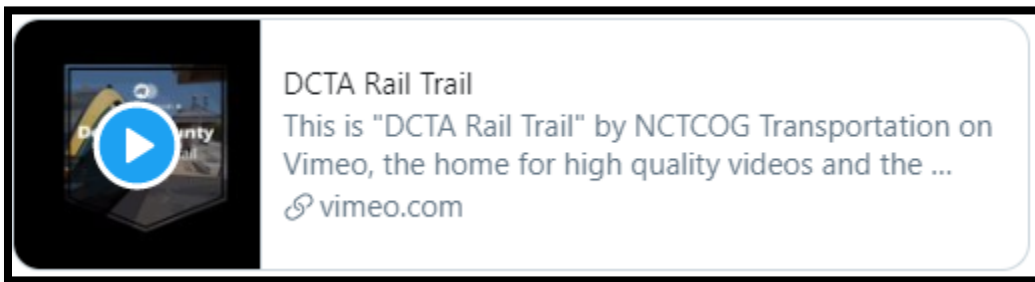 DCTA Rail Trail
This is "DCTA Rail Trail" by NCTCOG Transportation on
Vimeo, the home for high quality videos and the ...
vimeo.com